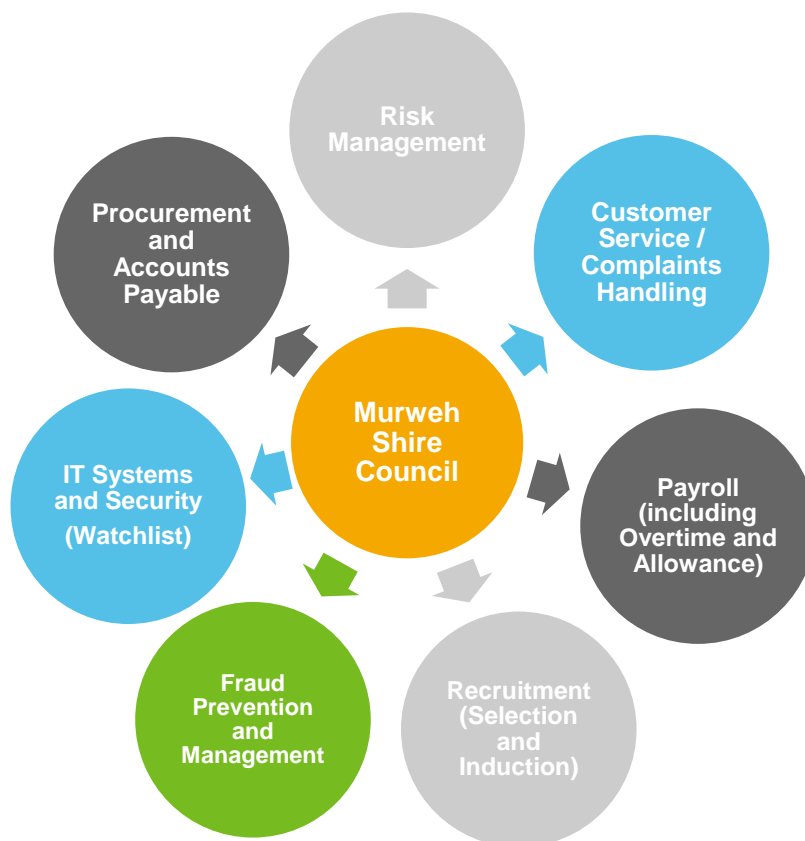 Risk
Management
Customer
Service /
Complaints
Handling
Payroll
(including
Overtime and
Allowance)
Recruitment
(Selection
and
Induction)
Fraud
Prevention
and
Management
IT Systems
and Security
(Watchlist)
Procurement
and
Accounts
Payable
Murweh
Shire
Council